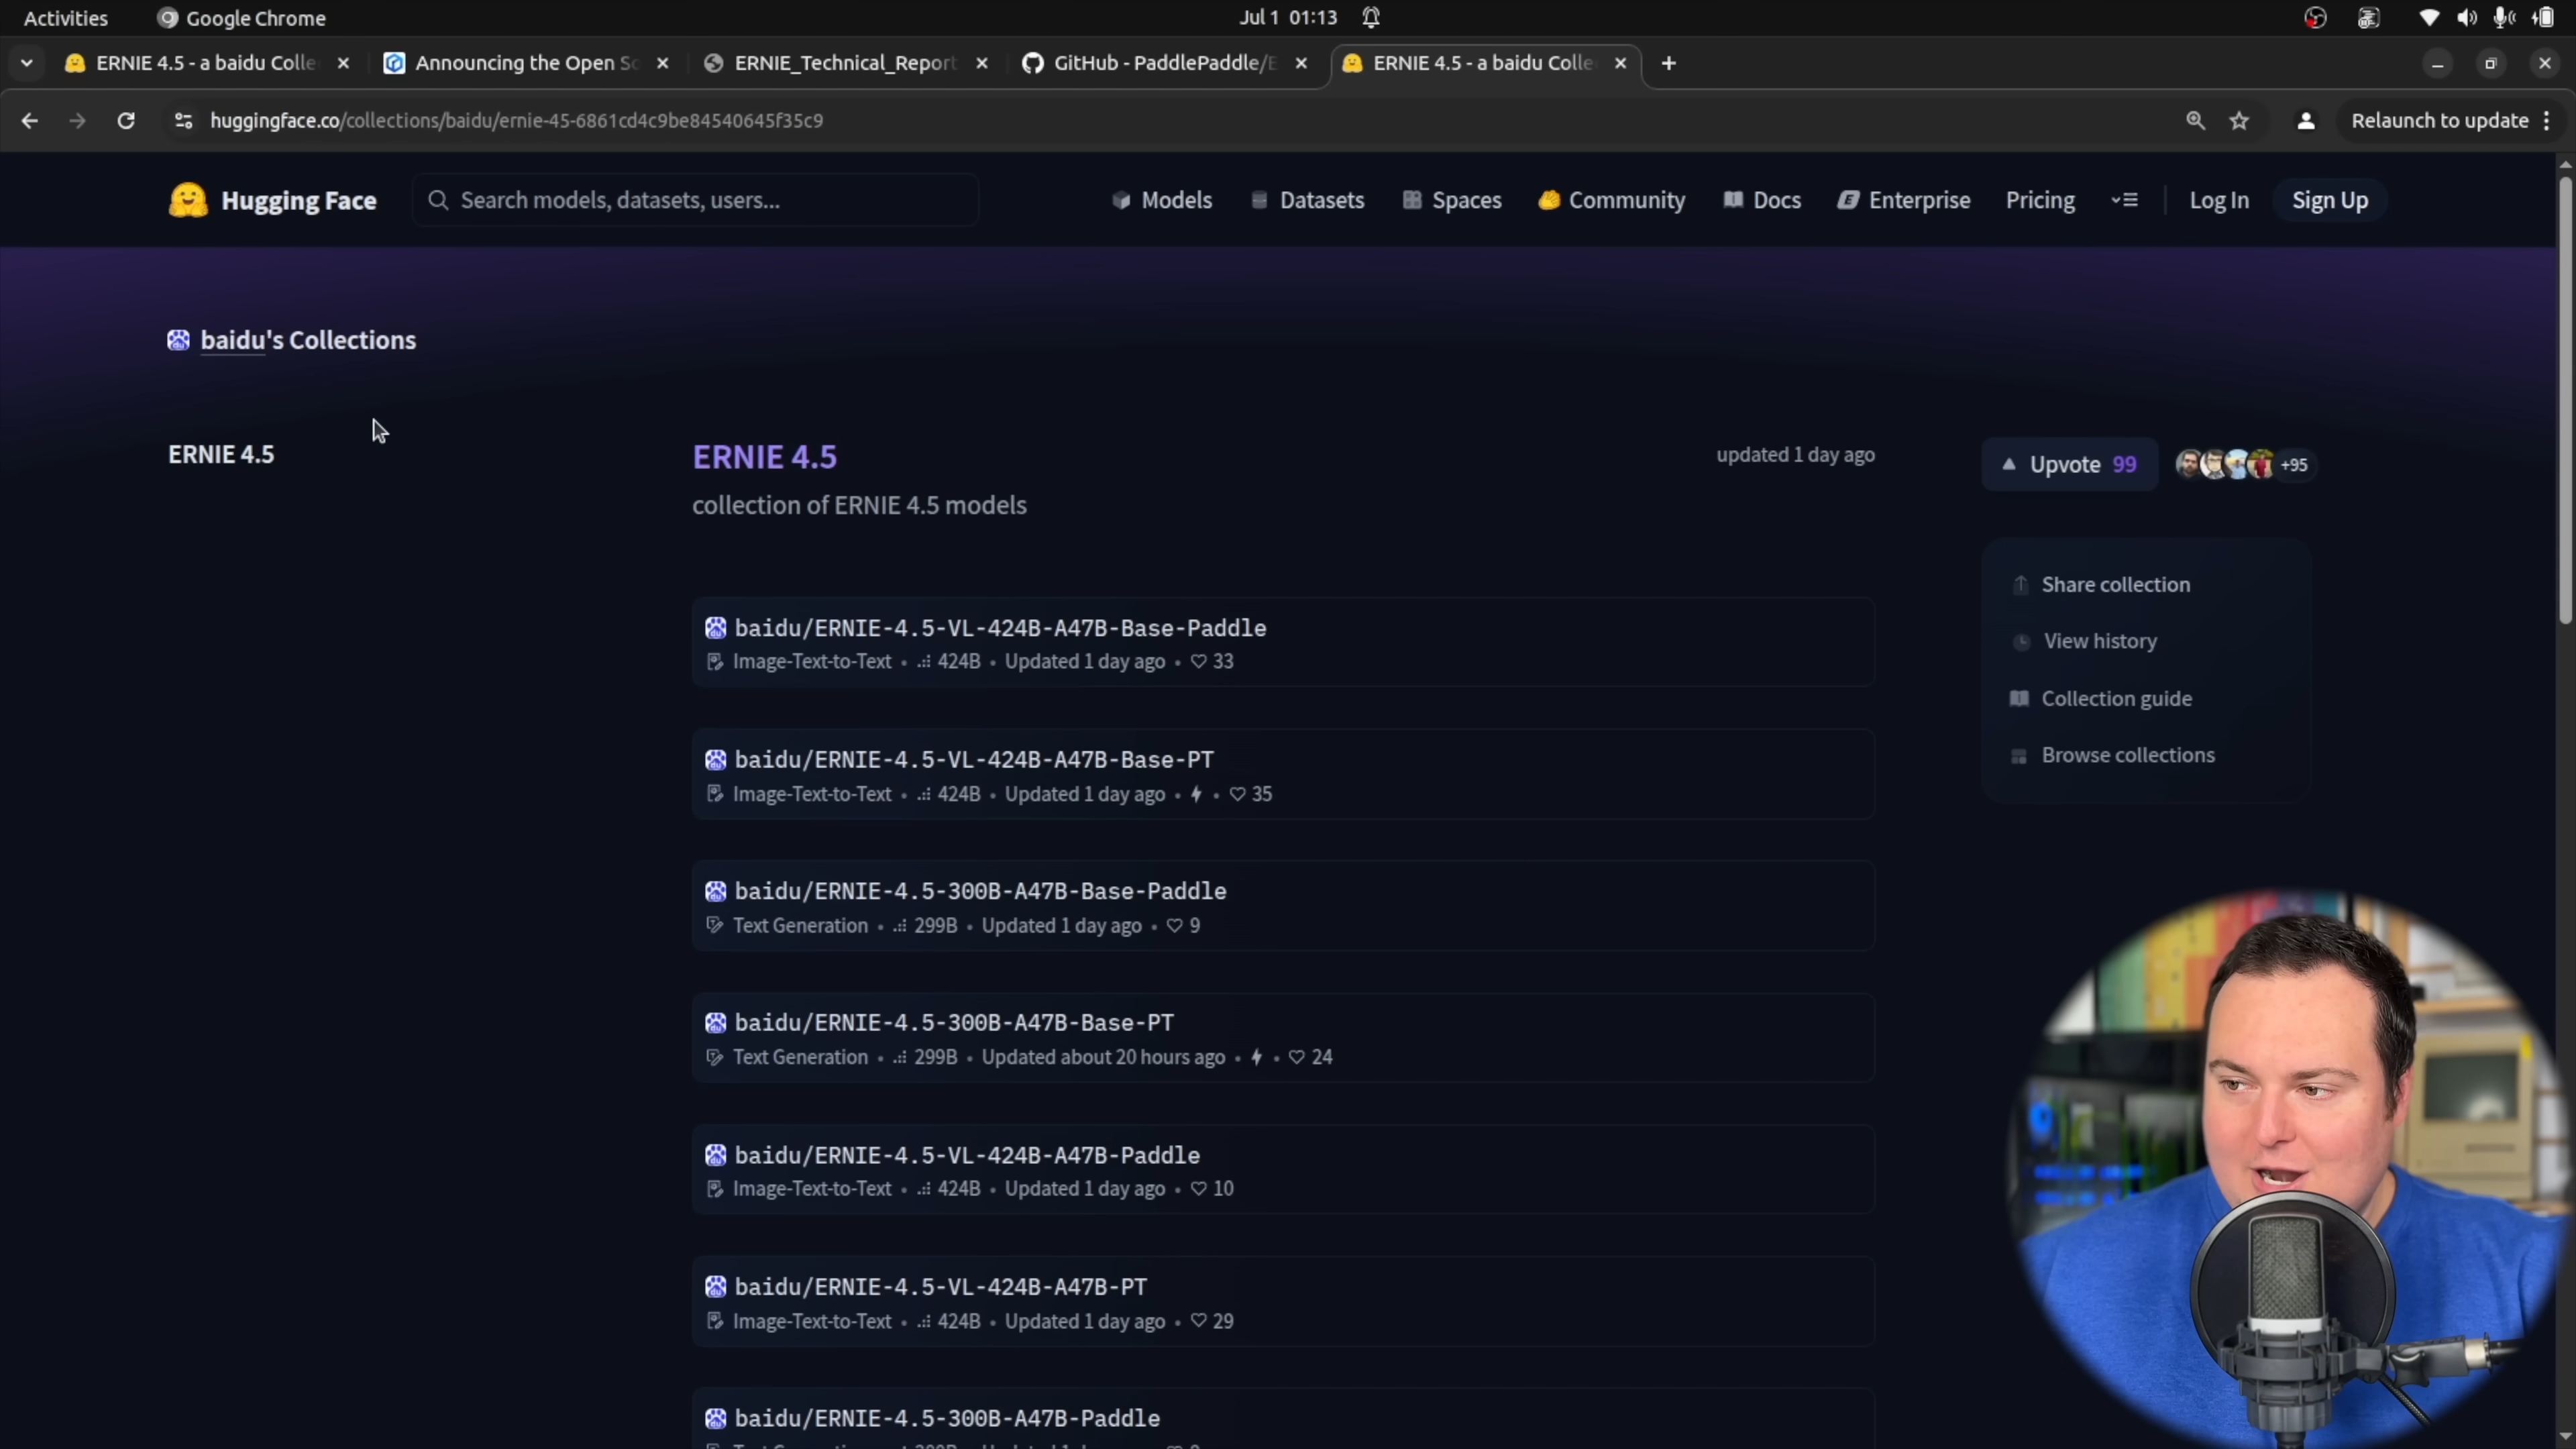 Activities
Google Chrome
Jul 1 01:13
ERNIE 4.5 - a baidu Colle
Announcing the Open So
ERNIE_Technical_Report
GitHub - PaddlePaddle/E
ERNIE 4.5 - a baidu Colle
huggingface.co/collections/baidu/ernie-45-6861cd4c9be84540645f35c9
Relaunch to update
Hugging Face
Search models, datasets, users...
Models
Datasets
Spaces
Community
Docs
Enterprise
Pricing
Log In
Sign Up
baidu's Collections
ERNIE 4.5
ERNIE 4.5
updated 1 day ago
collection of ERNIE 4.5 models
Upvote 99
+95
Share collection
View history
Collection guide
Browse collections
baidu/ERNIE-4.5-VL-424B-A47B-Base-Paddle
Image-Text-to-Text • 424B • Updated 1 day ago • 33
baidu/ERNIE-4.5-VL-424B-A47B-Base-PT
Image-Text-to-Text • 424B • Updated 1 day ago • • 35
baidu/ERNIE-4.5-300B-A47B-Base-Paddle
Text Generation • 299B • Updated 1 day ago • 9
baidu/ERNIE-4.5-300B-A47B-Base-PT
Text Generation • 299B • Updated about 20 hours ago • • 24
baidu/ERNIE-4.5-VL-424B-A47B-Paddle
Image-Text-to-Text • 424B • Updated 1 day ago • 10
baidu/ERNIE-4.5-VL-424B-A47B-PT
Image-Text-to-Text • 424B • Updated 1 day ago • 29
baidu/ERNIE-4.5-300B-A47B-Paddle